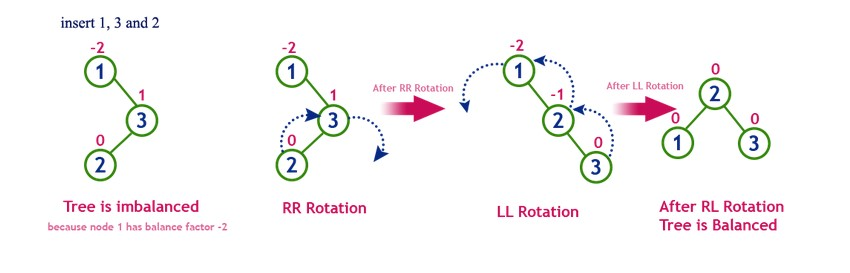 insert 1, 3 and 2
-2
1
1
3
0
2
Tree is imbalanced
because node 1 has balance factor -2
-2
1
1
3
0
2
RR Rotation
After RR Rotation
-2
1
-1
2
0
3
LL Rotation
After LL Rotation
0
2
0
1
0
3
After RL Rotation
Tree is Balanced